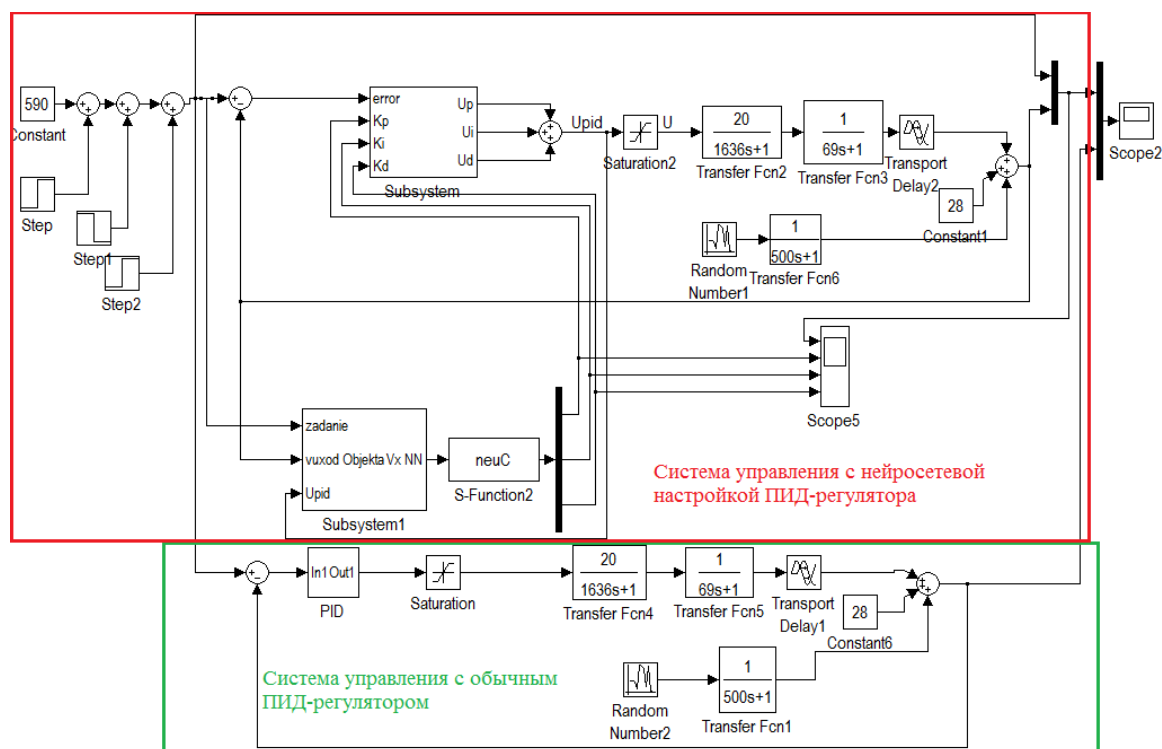 590
Constant
Step
Step1
Step2
error
Kp
Ki
Kd
Up
Ui
Ud
Subsystem
Upid
U
Saturation2
20
1636s+1
Transfer Fcn2
1
69s+1
Transfer Fcn3
Transport
Delay2
28
Constant1
Random
Number1
1
500s+1
Transfer Fcn6
Scope2
Scope5
zadanie
vuxod Objekta Vx NN
Upid
Subsystem1
neuC
S-Function2
Система управления с нейросетевой
настройкой ПИД-регулятора
In1 Out1
PID
Saturation
20
1636s+1
Transfer Fcn4
1
69s+1
Transfer Fcn5
Transport
Delay1
28
Constant6
Система управления с обычным
ПИД-регулятором
Random
Number2
1
500s+1
Transfer Fcn1